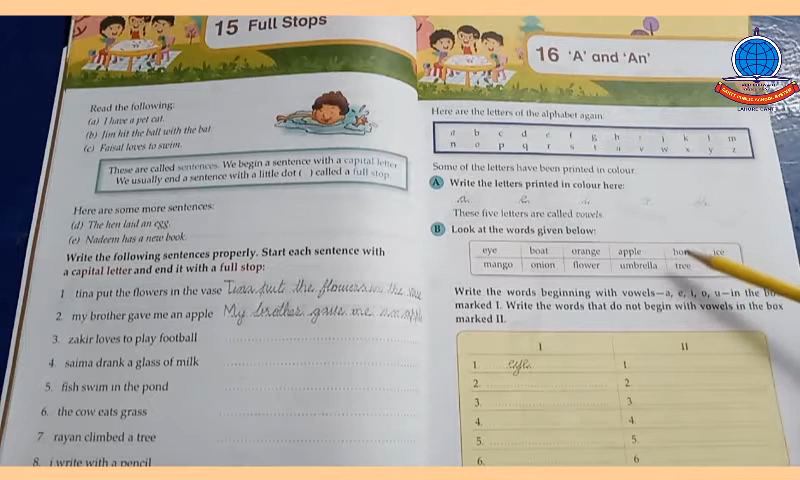 15 Full Stops
Read the following:
(a) I have a pet cat.
(b) Jim hit the ball with the bat
(c) Faisal loves to swim.
These are called sentences. We begin a sentence with a capital letter
We usually end a sentence with a little dot ( ) called a full stop
Here are some more sentences:
(d) The hen laid an egg.
(e) Nadeem has a new book.
Write the following sentences properly. Start each sentence with
a capital letter and end it with a full stop:
1 tina put the flowers in the vase Tina put the flowers in the
2 my brother gave me an apple My brother gave me an apple
3. zakir loves to play football
4 saima drank a glass of milk
5. fish swim in the pond
6. the cow eats grass
7 rayan climbed a tree
8. i write with a pencil
16 'A' and 'An'
LAHORE CANTT
Here are the letters of the alphabet again:
a b c d e f g h i j k l m
n o p q r s t u v w x y z
Some of the letters have been printed in colour.
A Write the letters printed in colour here:
These five letters are called vowels
B Look at the words given below:
eye boat orange apple ice
mango onion flower umbrella tree
Write the words beginning with vowels—a, e, i, o, u—in the
marked I. Write the words that do not begin with vowels in the box
marked II.
I II
1. 1.
2. 2
3. 3
4. 4.
5. 5.
6. 6